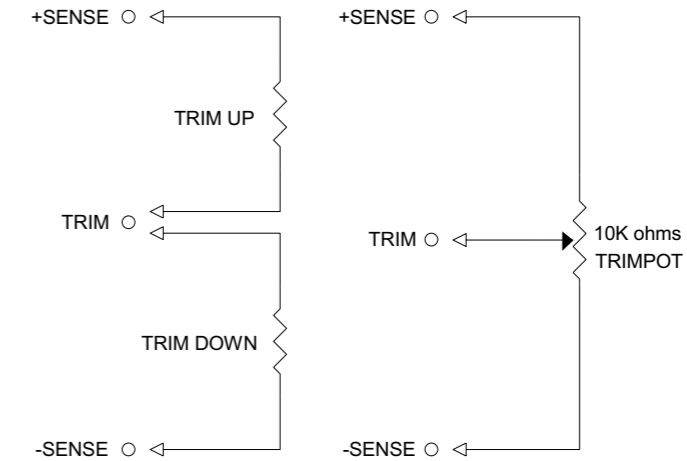 +SENSE
TRIM UP
TRIM
TRIM DOWN
-SENSE
+SENSE
TRIM
10K ohms
TRIMPOT
-SENSE